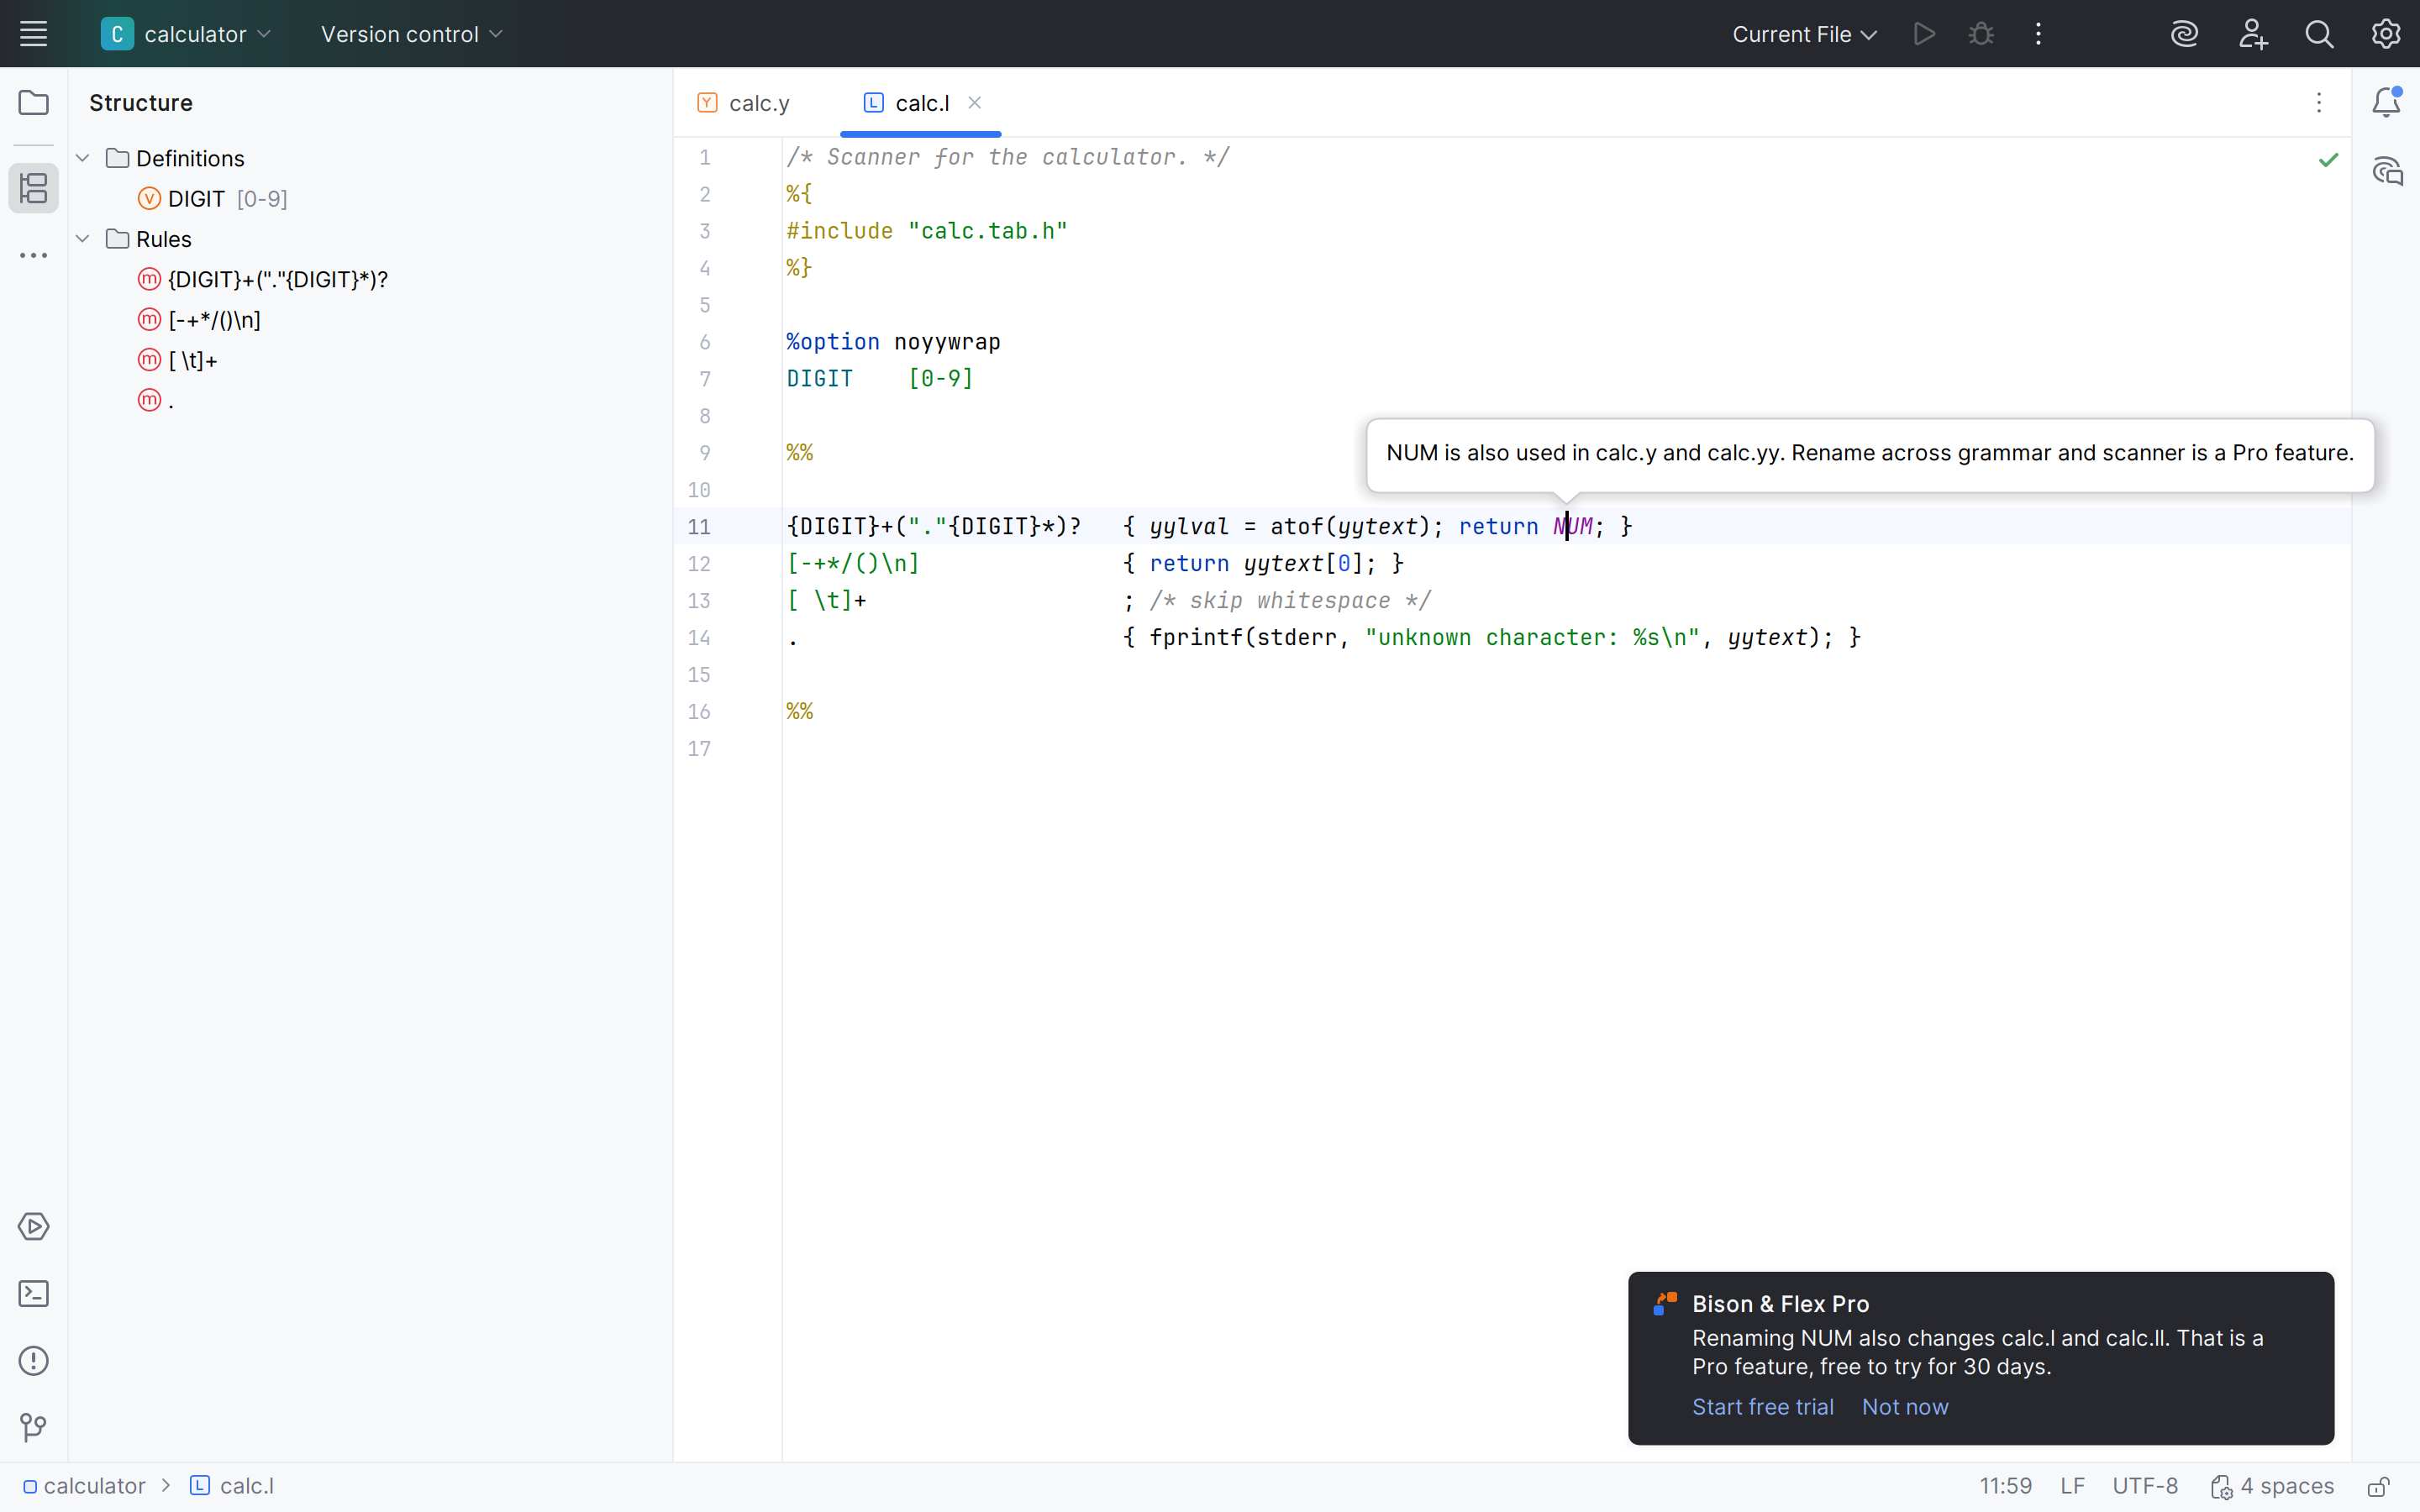 C calculator Version control Current File
Structure
Definitions
DIGIT [0-9]
Rules
{DIGIT}+("."{DIGIT}*)?
[-+*/()\n]
[ \t]+
.
calc.y calc.l
1 /* Scanner for the calculator. */
2 %{
3 #include "calc.tab.h"
4 %}
5
6 %option noyywrap
7 DIGIT    [0-9]
8
9 %%
NUM is also used in calc.y and calc.yy. Rename across grammar and scanner is a Pro feature.
10
11 {DIGIT}+("."{DIGIT}*)?   { yylval = atof(yytext); return NUM; }
12 [-+*/()\n]               { return yytext[0]; }
13 [ \t]+                   ; /* skip whitespace */
14 .                        { fprintf(stderr, "unknown character: %s\n", yytext); }
15
16 %%
17
Bison & Flex Pro
Renaming NUM also changes calc.l and calc.ll. That is a
Pro feature, free to try for 30 days.
Start free trial Not now
calculator > calc.l 11:59 LF UTF-8 4 spaces